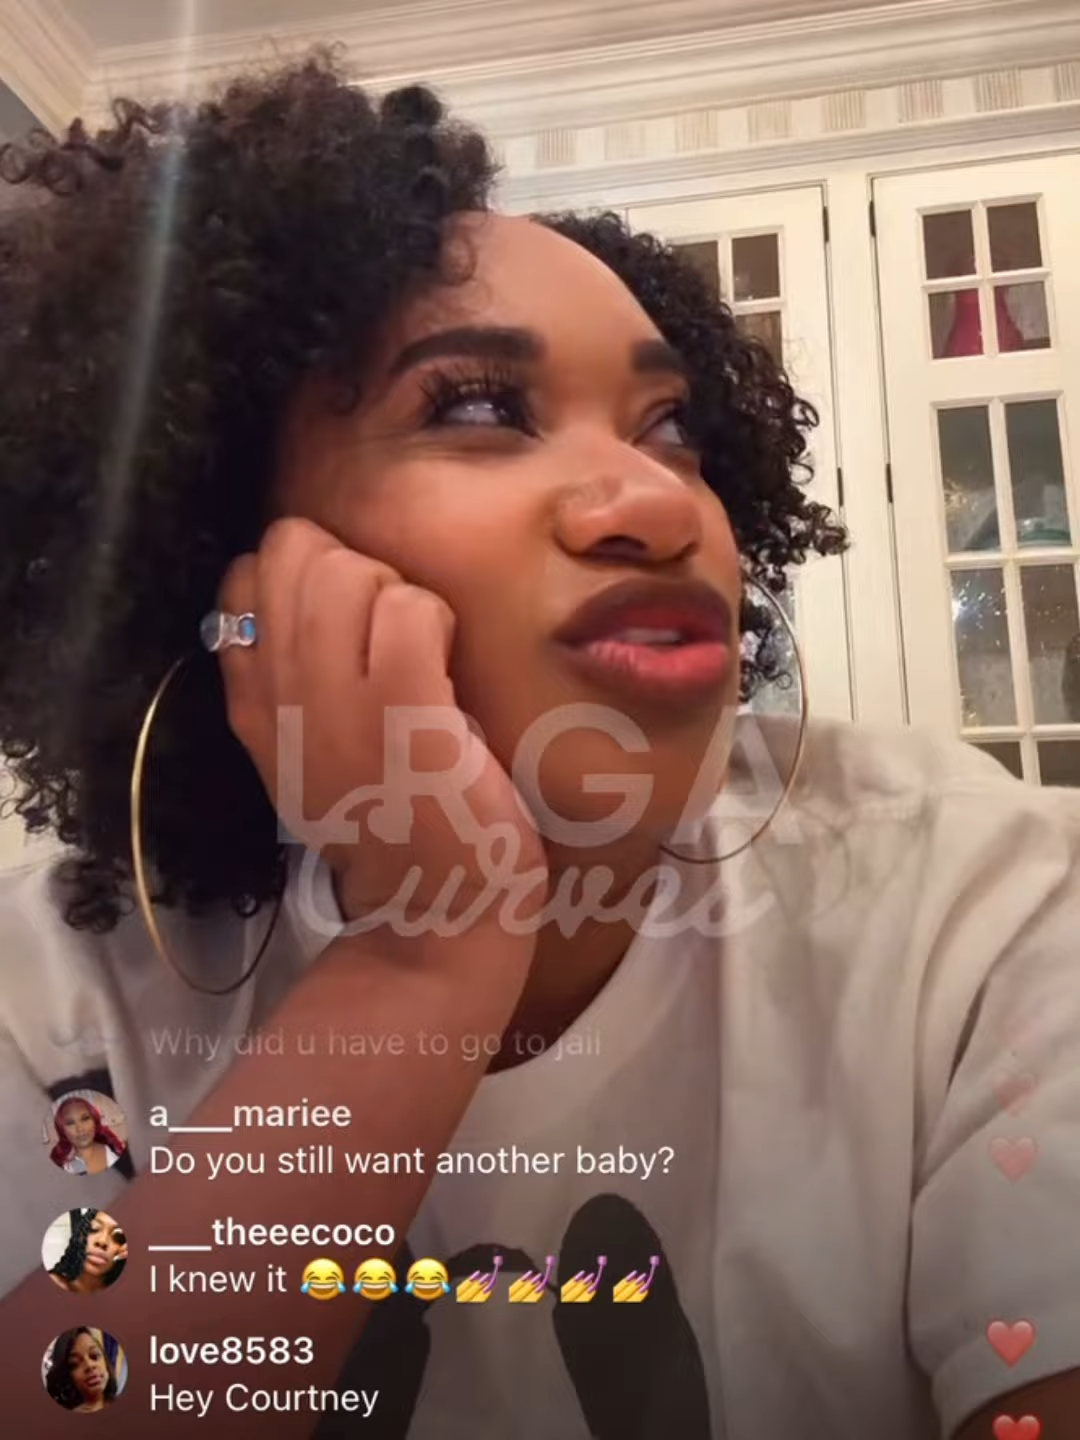 LRGA
Curves
Why did u have to go to jail
a___mariee
Do you still want another baby?
___theeecoco
I knew it 😂😂😂💅💅💅💅
love8583
Hey Courtney